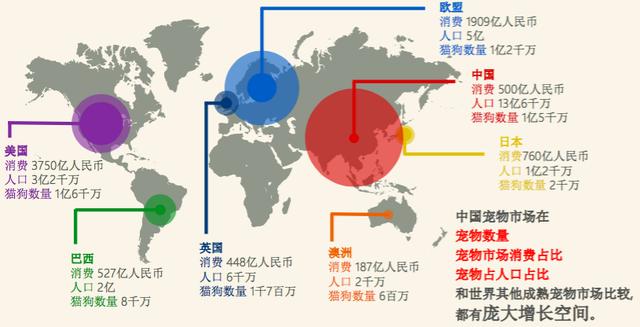 欧盟
消费 1909亿人民币
人口 5亿
猫狗数量 1亿2千万
中国
消费 500亿人民币
人口 13亿6千万
猫狗数量 1亿5千万
日本
消费760亿人民币
人口 1亿2千万
猫狗数量 2千万
美国
消费 3750亿人民币
人口 3亿2千万
猫狗数量 1亿6千万
巴西
消费 527亿人民币
人口 2亿
猫狗数量 8千万
英国
消费 448亿人民币
人口 6千万
猫狗数量 1千7百万
澳洲
消费 187亿人民币
人口 2千万
猫狗数量 6百万
中国宠物市场在
宠物数量
宠物市场消费占比
宠物占人口占比
和世界其他成熟宠物市场比较,
都有庞大增长空间。